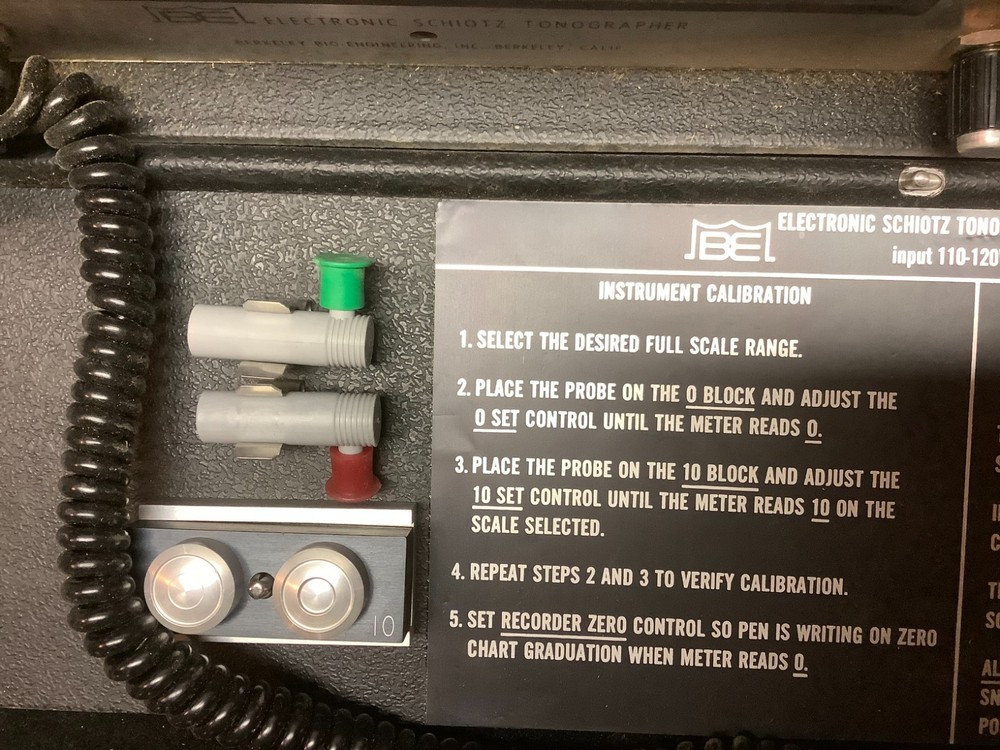 BE ELECTRONIC SCHIOTZ TONOGRAPHER
BERKELEY BIO-ENGINEERING, INC. BERKELEY, CALIF.
BE ELECTRONIC SCHIOTZ TONO
input 110-120
INSTRUMENT CALIBRATION
1. SELECT THE DESIRED FULL SCALE RANGE.
2. PLACE THE PROBE ON THE 0 BLOCK AND ADJUST THE
0 SET CONTROL UNTIL THE METER READS 0.
3. PLACE THE PROBE ON THE 10 BLOCK AND ADJUST THE
10 SET CONTROL UNTIL THE METER READS 10 ON THE
SCALE SELECTED.
4. REPEAT STEPS 2 AND 3 TO VERIFY CALIBRATION.
5. SET RECORDER ZERO CONTROL SO PEN IS WRITING ON ZERO
CHART GRADUATION WHEN METER READS 0.
10